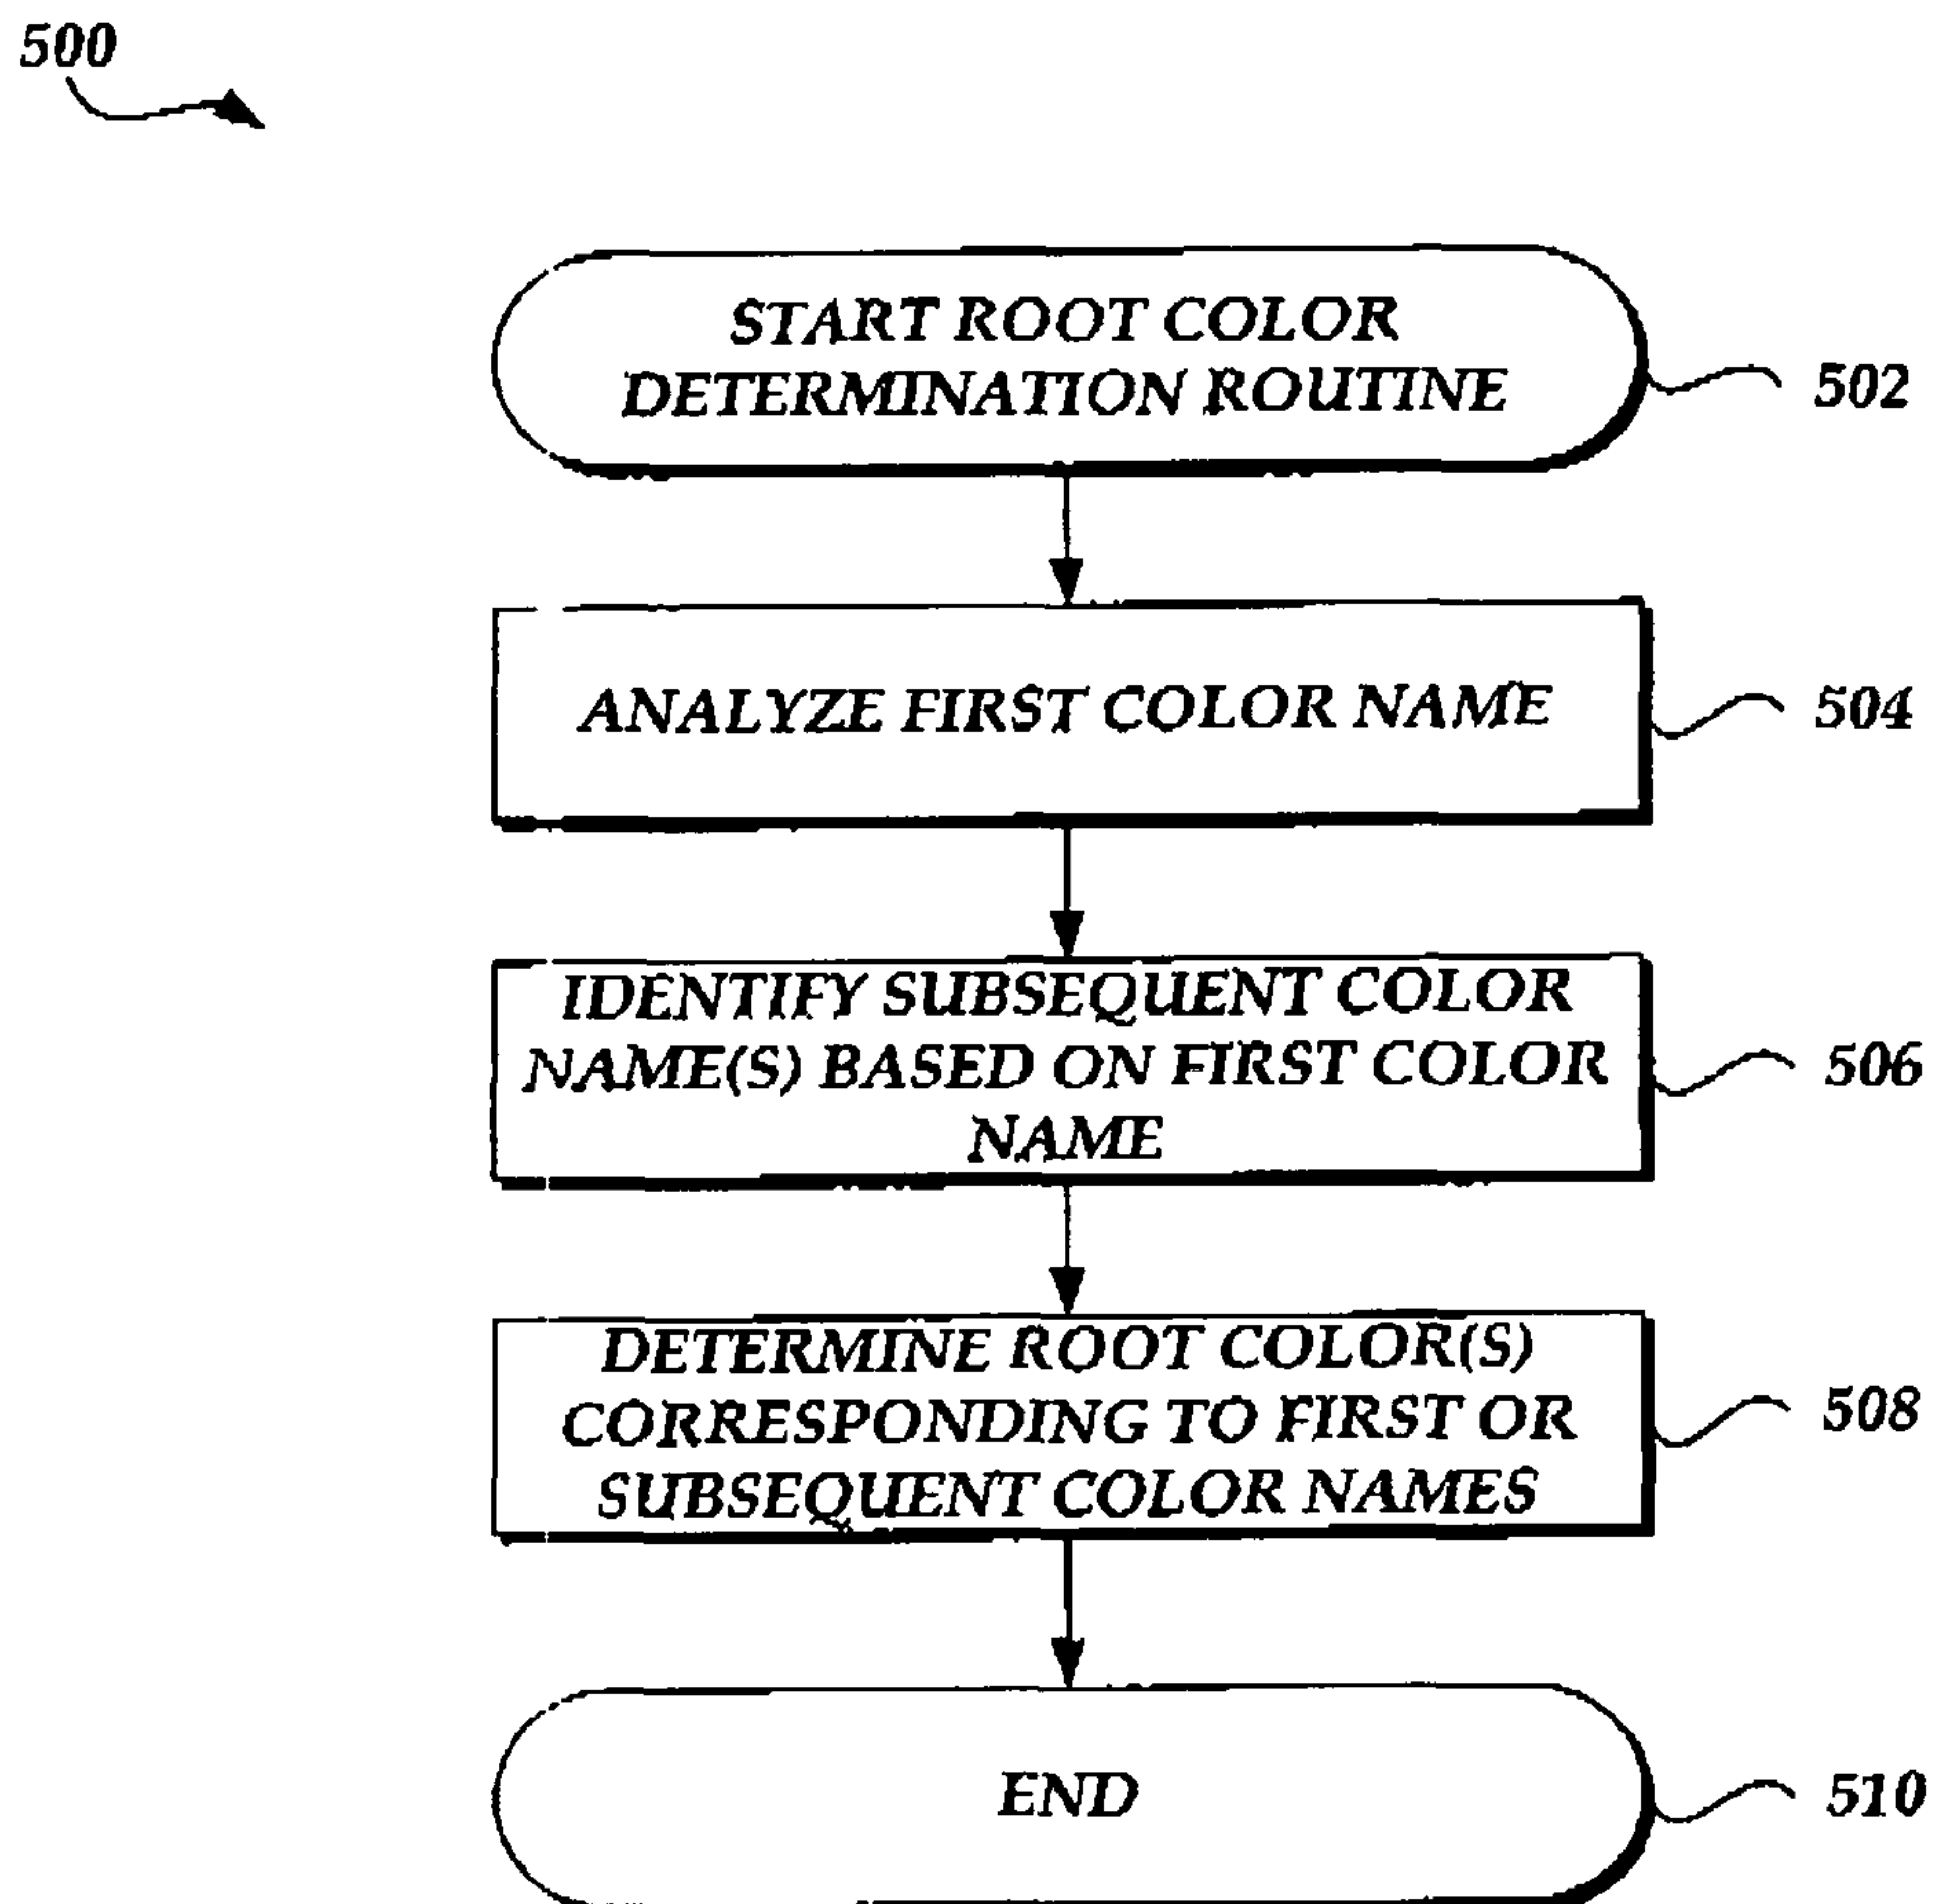 500
START ROOT COLOR
DETERMINATION ROUTINE
502
ANALYZE FIRST COLOR NAME
504
IDENTIFY SUBSEQUENT COLOR
NAME(S) BASED ON FIRST COLOR
NAME
506
DETERMINE ROOT COLOR(S)
CORRESPONDING TO FIRST OR
SUBSEQUENT COLOR NAMES
508
END
510